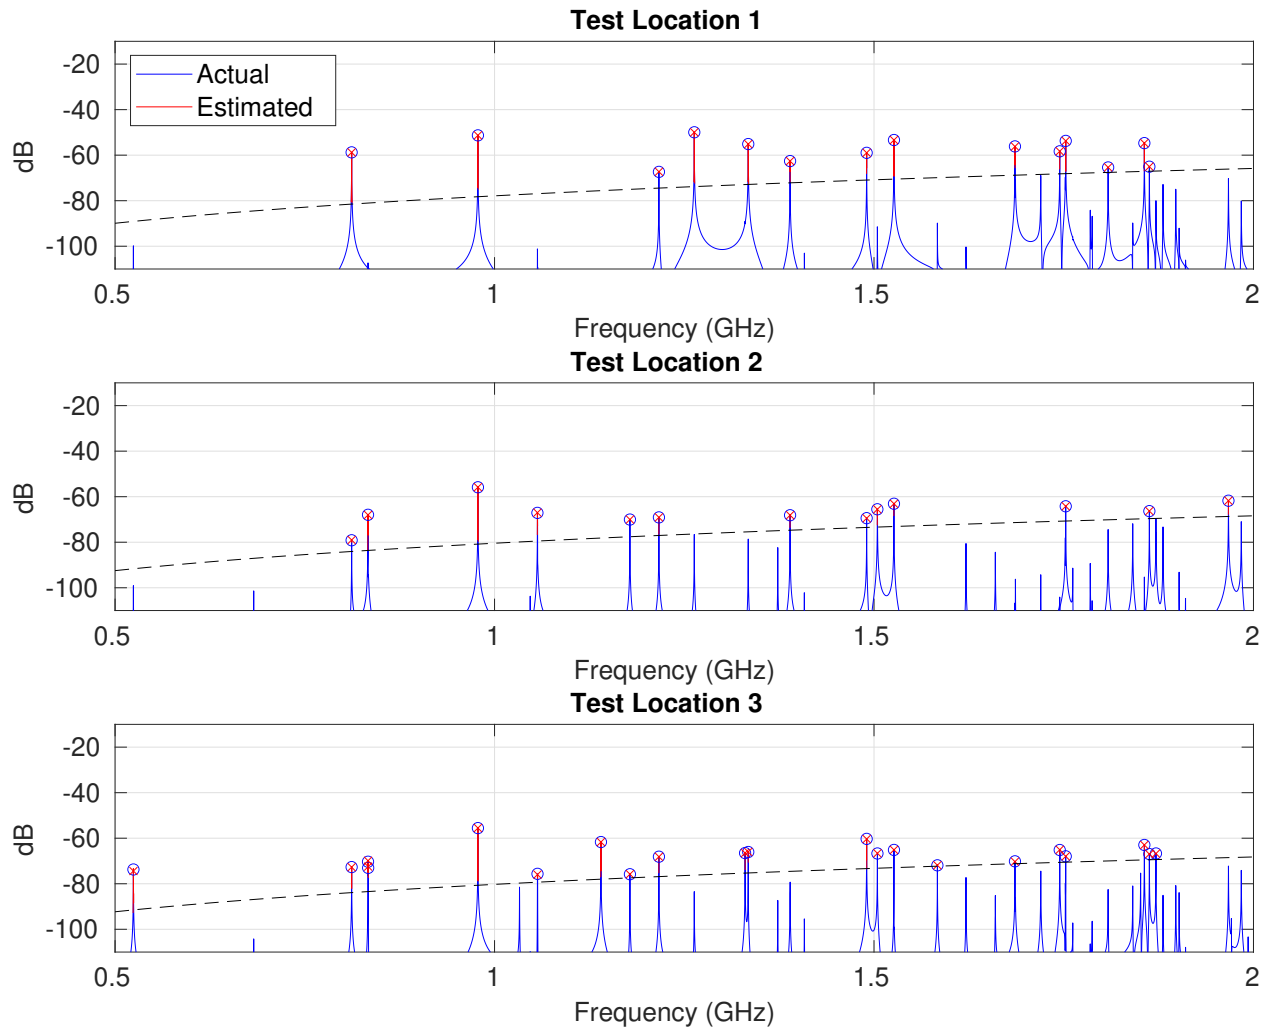 Test Location 1
-20
-40
-60
-80
-100
dB
Actual
Estimated
0.5
1
1.5
2
Frequency (GHz)
Test Location 2
-20
-40
-60
-80
-100
dB
0.5
1
1.5
2
Frequency (GHz)
Test Location 3
-20
-40
-60
-80
-100
dB
0.5
1
1.5
2
Frequency (GHz)